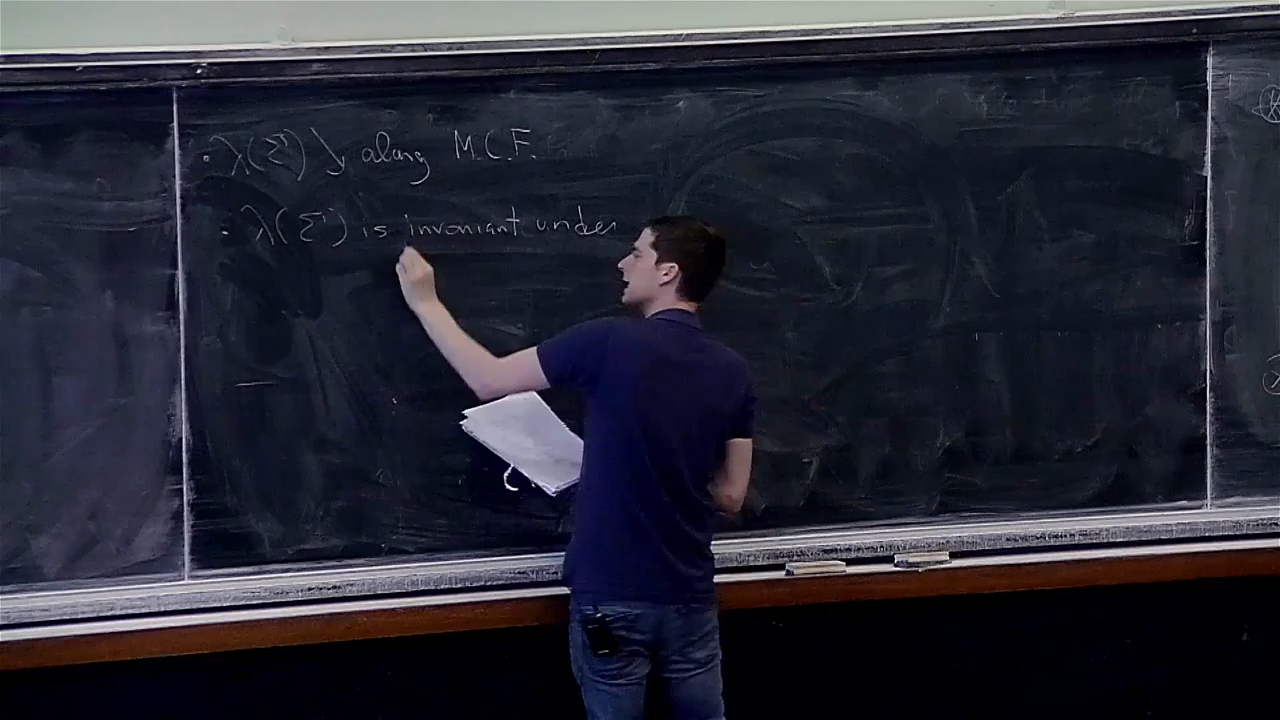 · λ(Σ) ↘ along M.C.F.
· λ(Σ) is invariant under